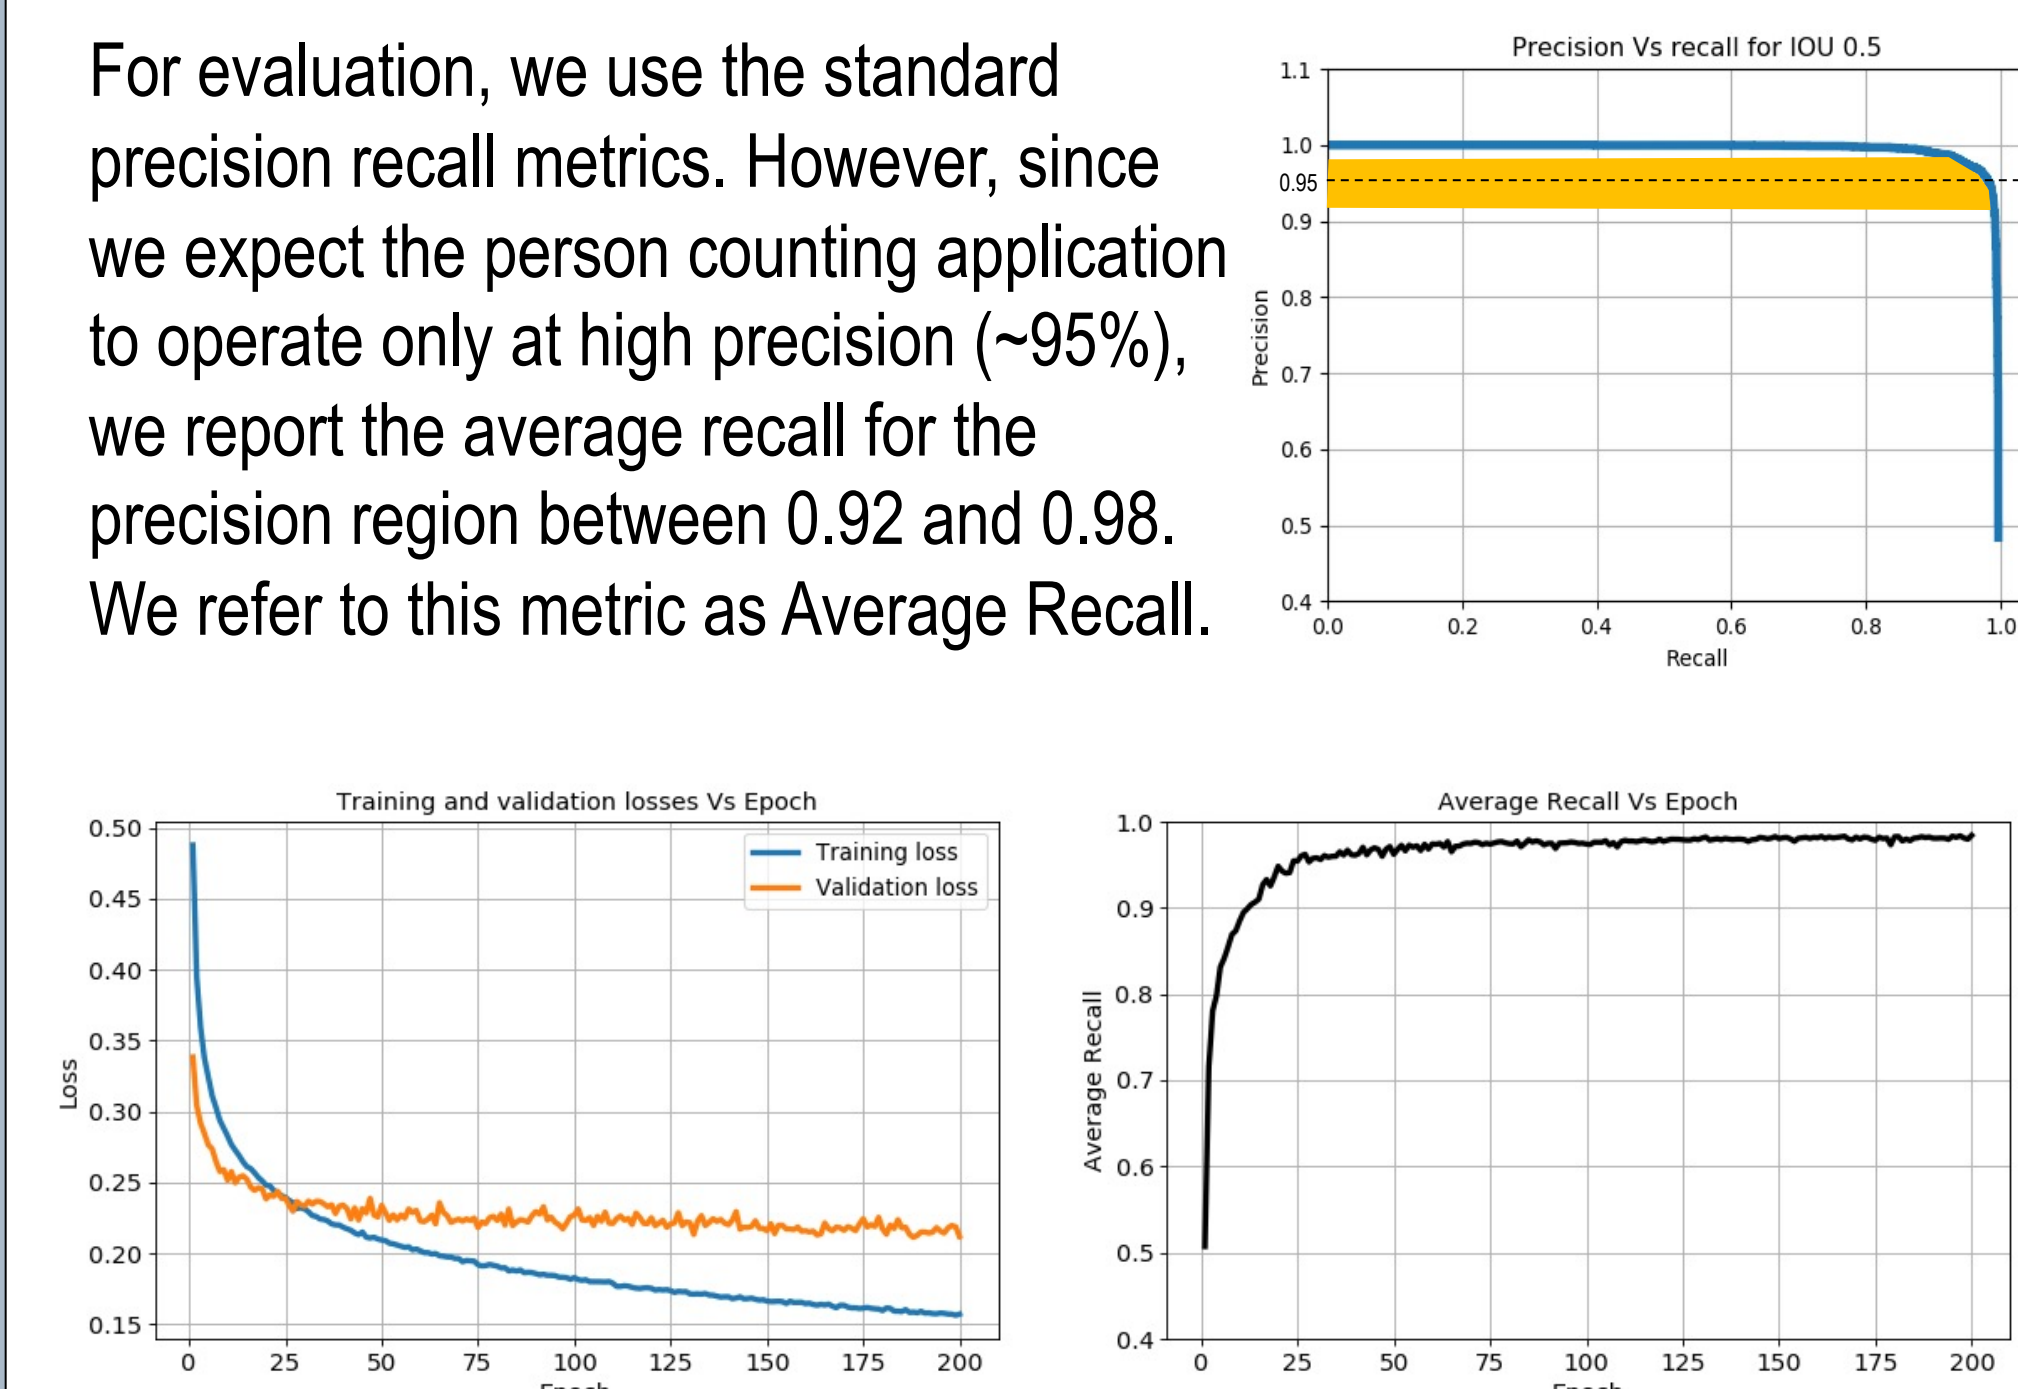 For evaluation, we use the standard
precision recall metrics. However, since
we expect the person counting application
to operate only at high precision (~95%),
we report the average recall for the
precision region between 0.92 and 0.98.
We refer to this metric as Average Recall.
Precision Vs recall for IOU 0.5
1.1
1.0
0.95
0.9
0.8
0.7
0.6
0.5
0.4
Precision
0.0 0.2 0.4 0.6 0.8 1.0
Recall
Training and validation losses Vs Epoch
0.50
0.45
0.40
0.35
0.30
0.25
0.20
0.15
Loss
Training loss
Validation loss
0 25 50 75 100 125 150 175 200
Epoch
Average Recall Vs Epoch
1.0
0.9
0.8
0.7
0.6
0.5
0.4
Average Recall
0 25 50 75 100 125 150 175 200
Epoch